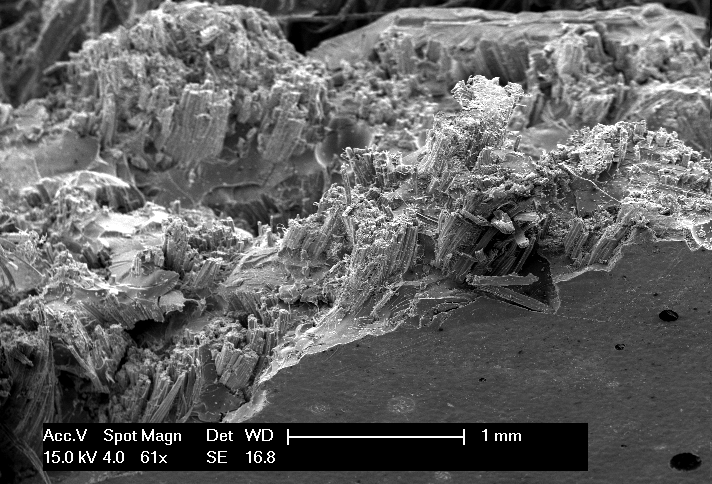 Acc.V Spot Magn Det WD 1 mm
15.0 kV 4.0 61x SE 16.8